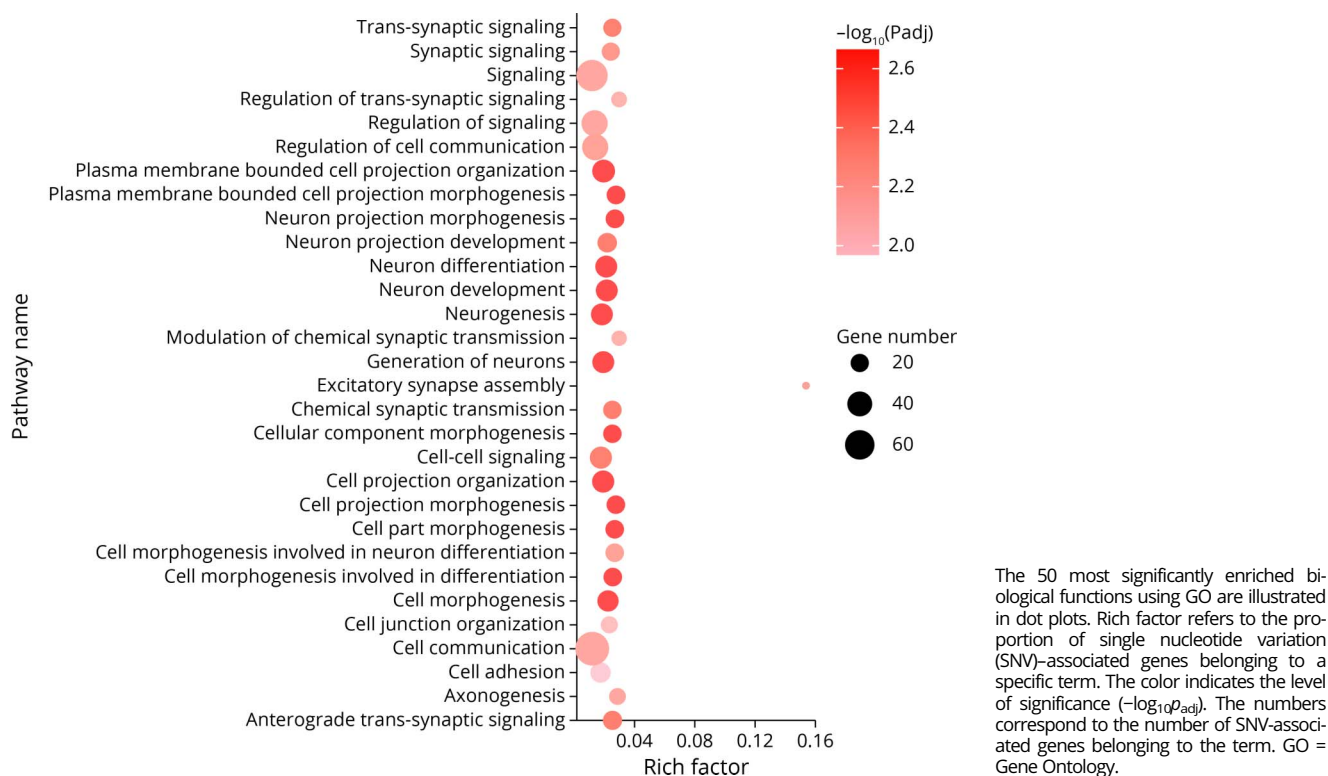 Trans-synaptic signaling
Synaptic signaling
Signaling
Regulation of trans-synaptic signaling
Regulation of signaling
Regulation of cell communication
Plasma membrane bounded cell projection organization
Plasma membrane bounded cell projection morphogenesis
Neuron projection morphogenesis
Neuron projection development
Neuron differentiation
Neuron development
Neurogenesis
Modulation of chemical synaptic transmission
Generation of neurons
Excitatory synapse assembly
Chemical synaptic transmission
Cellular component morphogenesis
Cell-cell signaling
Cell projection organization
Cell projection morphogenesis
Cell part morphogenesis
Cell morphogenesis involved in neuron differentiation
Cell morphogenesis involved in differentiation
Cell morphogenesis
Cell junction organization
Cell communication
Cell adhesion
Axonogenesis
Anterograde trans-synaptic signaling
Pathway name
0.04 0.08 0.12 0.16
Rich factor
−log₁₀(Padj)
2.6
2.4
2.2
2.0
Gene number
20
40
60
The 50 most significantly enriched bi-
ological functions using GO are illustrated
in dot plots. Rich factor refers to the pro-
portion of single nucleotide variation
(SNV)–associated genes belonging to a
specific term. The color indicates the level
of significance (−log₁₀p_adj). The numbers
correspond to the number of SNV-associ-
ated genes belonging to the term. GO =
Gene Ontology.